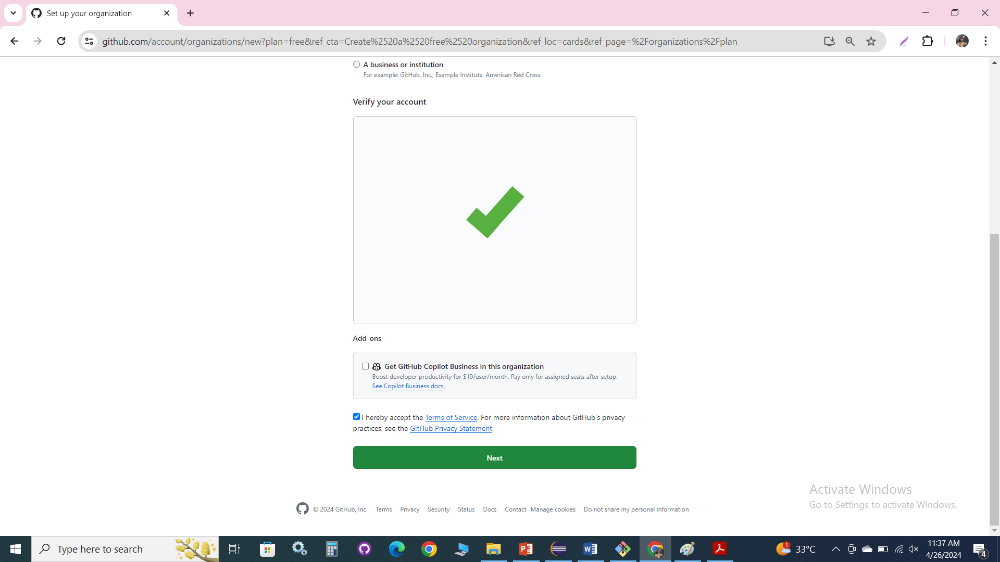 Set up your organization
github.com/account/organizations/new?plan=free&ref_cta=Create%2520a%2520free%2520organization&ref_loc=cards&ref_page=%2Forganizations%2Fplan
A business or institution
For example: GitHub, Inc., Example Institute, American Red Cross
Verify your account
Add-ons
Get GitHub Copilot Business in this organization
Boost developer productivity for $19/user/month. Pay only for assigned seats after setup.
See Copilot Business docs.
I hereby accept the Terms of Service. For more information about GitHub's privacy
practices, see the GitHub Privacy Statement.
Next
Activate Windows
Go to Settings to activate Windows.
© 2024 GitHub, Inc. Terms Privacy Security Status Docs Contact Manage cookies Do not share my personal information
Type here to search
1
33°C
11:37 AM
4/26/2024
4